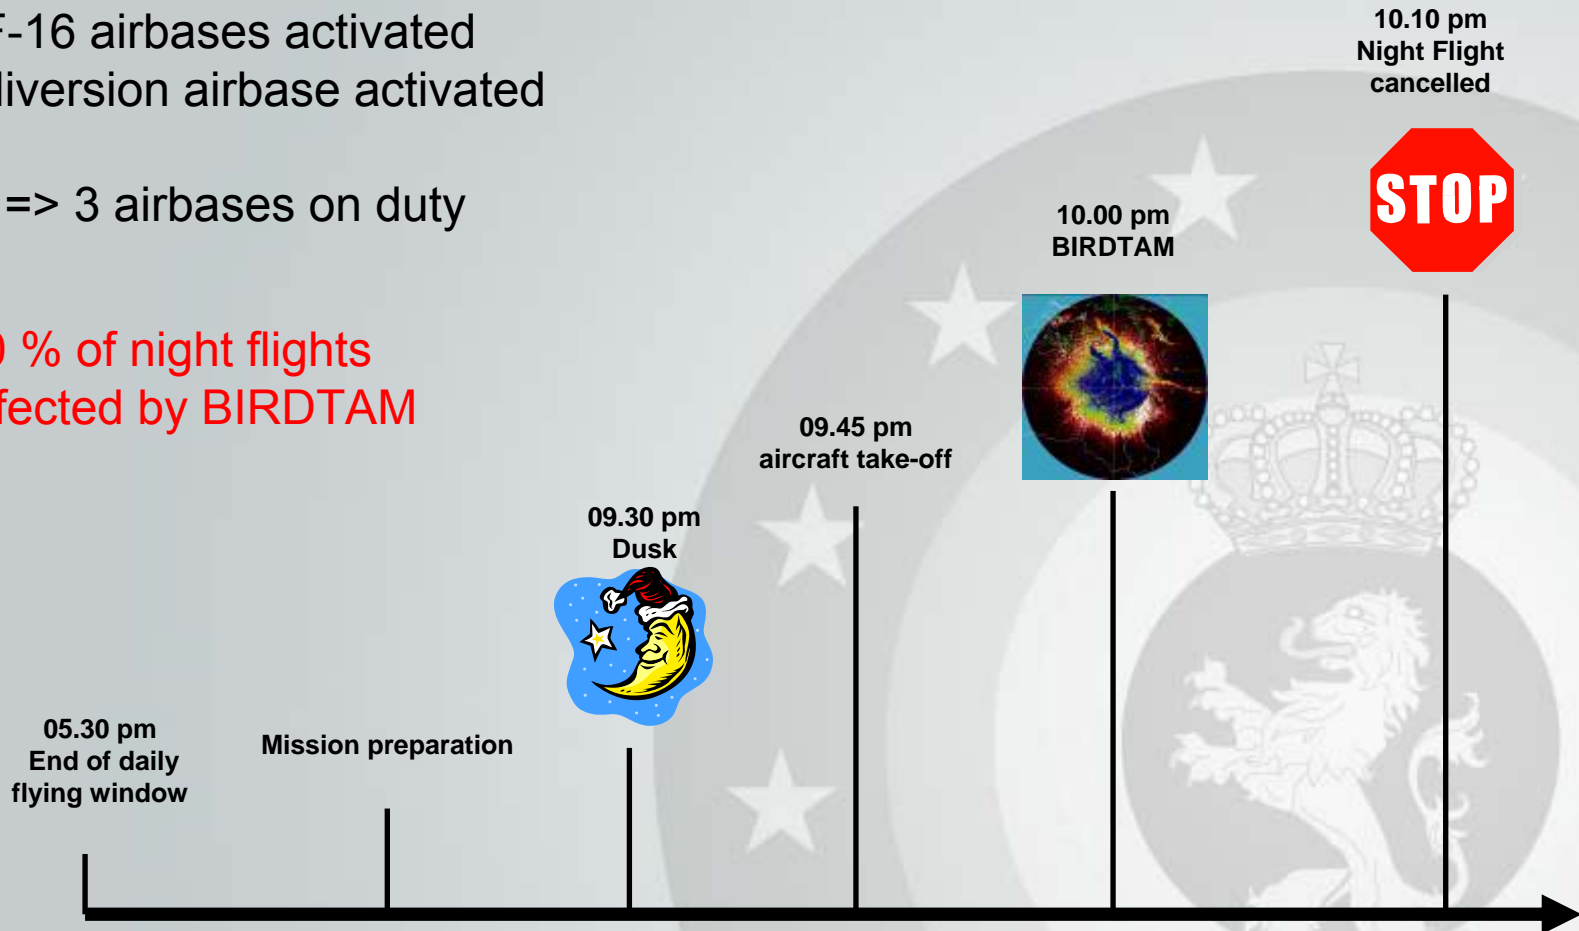 F-16 airbases activated
diversion airbase activated
=> 3 airbases on duty
% of night flights
fected by BIRDTAM
10.10 pm
Night Flight
cancelled
STOP
10.00 pm
BIRDTAM
09.45 pm
aircraft take-off
09.30 pm
Dusk
05.30 pm
End of daily
flying window
Mission preparation